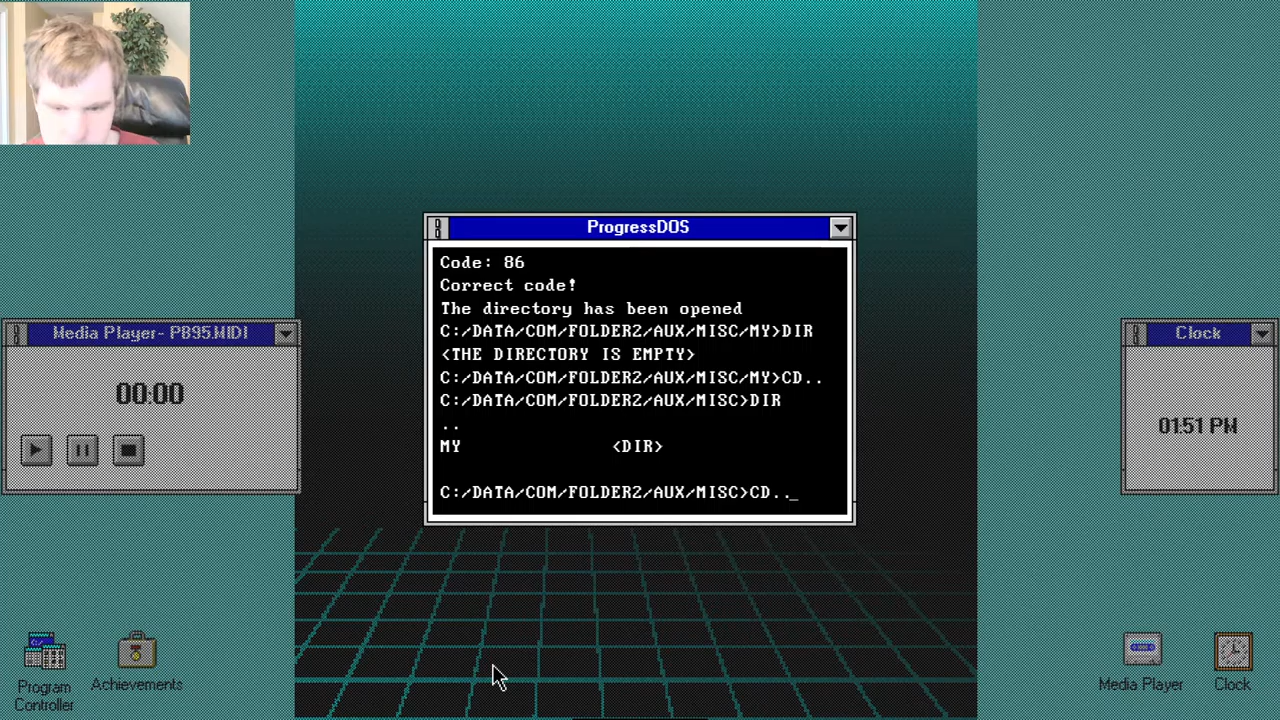 ProgressDOS
Code: 86
Correct code!
The directory has been opened
C:/DATA/COM/FOLDER2/AUX/MISC/MY>DIR
<THE DIRECTORY IS EMPTY>
C:/DATA/COM/FOLDER2/AUX/MISC/MY>CD..
C:/DATA/COM/FOLDER2/AUX/MISC>DIR
..
MY <DIR>
C:/DATA/COM/FOLDER2/AUX/MISC>CD.._
Media Player- PB95.MIDI
00:00
Clock
01:51 PM
Program
Controller
Achievements
Media Player
Clock